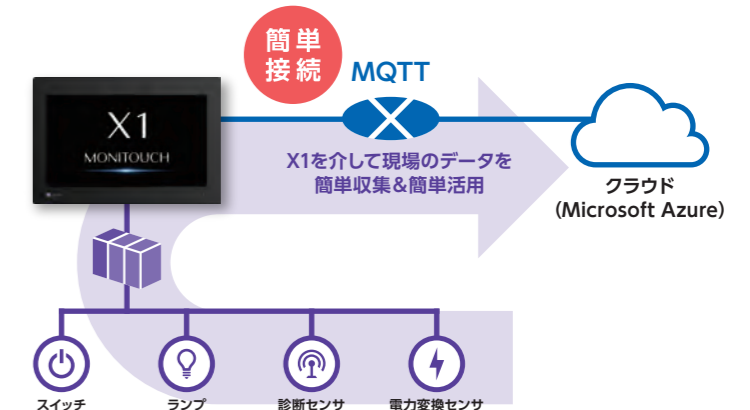 簡単
接続
MQTT
X1
MONITOUCH
X1を介して現場のデータを
簡単収集&簡単活用
クラウド
(Microsoft Azure)
スイッチ
ランプ
診断センサ
電力変換センサ